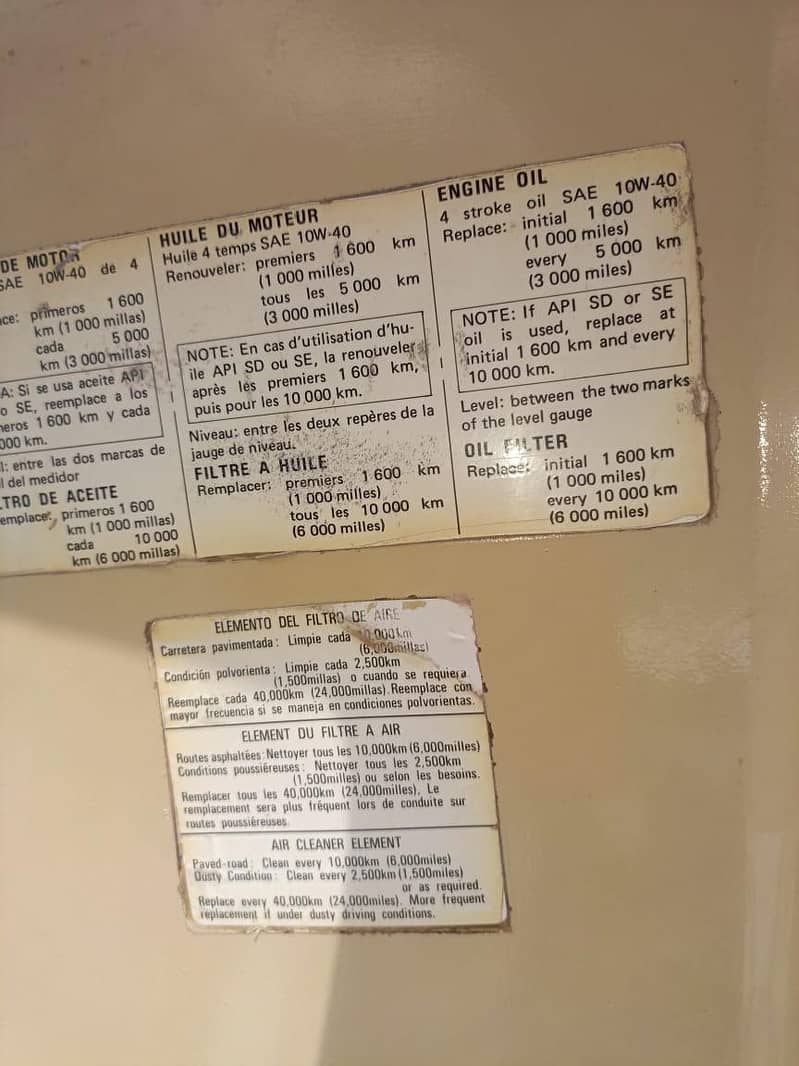 DE MOTOR
SAE 10W-40 de 4
primeros 1 600
km (1 000 millas)
cada 5 000
km (3 000 millas)
A: Si se usa aceite API
o SE, reemplace a los
1 600 km y cada
000 km.
entre las dos marcas de
del medidor
DE ACEITE
primeros 1 600
km (1 000 millas)
cada 10 000
km (6 000 millas)
HUILE DU MOTEUR
Huile 4 temps SAE 10W-40
Renouveler: premiers 1 600 km
(1 000 milles)
tous les 5 000 km
(3 000 milles)
NOTE: En cas d'utilisation d'hu-
ile API SD ou SE, la renouveler
après les premiers 1 600 km,
puis pour les 10 000 km.
Niveau: entre les deux repères de la
jauge de niveau.
FILTRE A HUILE
Remplacer: premiers 1 600 km
(1 000 milles)
tous les 10 000 km
(6 000 milles)
ENGINE OIL
4 stroke oil SAE 10W-40
Replace: initial 1 600 km
(1 000 miles)
every 5 000 km
(3 000 miles)
NOTE: If API SD or SE
oil is used, replace at
initial 1 600 km and every
10 000 km.
Level: between the two marks
of the level gauge
OIL FILTER
Replace: initial 1 600 km
(1 000 miles)
every 10 000 km
(6 000 miles)
ELEMENTO DEL FILTRO DE AIRE
Carretera pavimentada: Limpie cada 10,000km
(6,000millas)
Condición polvorienta: Limpie cada 2,500km
(1,500millas) o cuando se requiera
Reemplace cada 40,000km (24,000millas). Reemplace con
mayor frecuencia si se maneja en condiciones polvorientas.
ELEMENT DU FILTRE A AIR
Routes asphaltées: Nettoyer tous les 10,000km (6,000milles)
Conditions poussiéreuses: Nettoyer tous les 2,500km
(1,500milles) ou selon les besoins.
Remplacer tous les 40,000km (24,000milles). Le
remplacement sera plus fréquent lors de conduite sur
routes poussiéreuses.
AIR CLEANER ELEMENT
Paved-road: Clean every 10,000km (6,000miles)
Dusty Condition: Clean every 2,500km (1,500miles)
or as required.
Replace every 40,000km (24,000miles). More frequent
replacement if under dusty driving conditions.